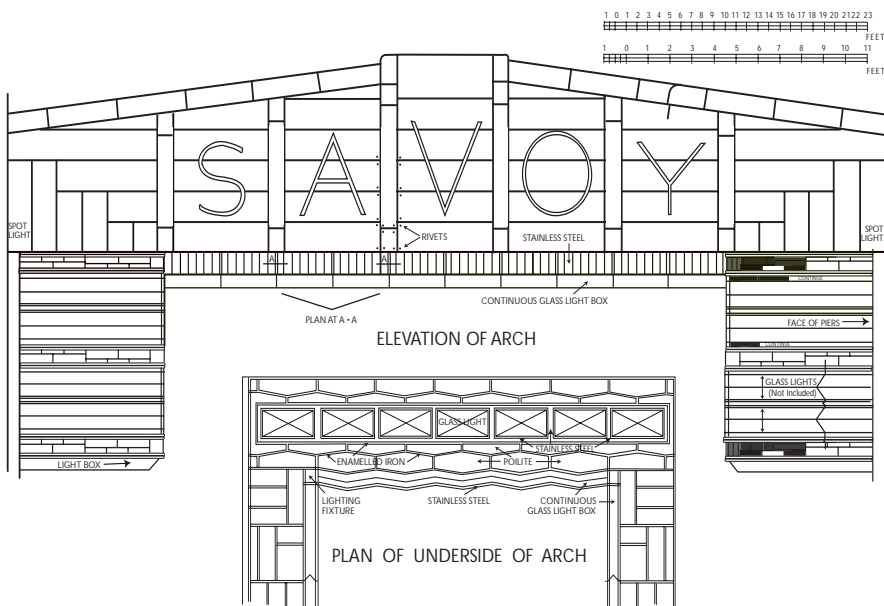 1 0 1 2 3 4 5 6 7 8 9 10 11 12 13 14 15 16 17 18 19 20 21 22 23
FEET
1 0 1 2 3 4 5 6 7 8 9 10 11
FEET
SAVOY
SPOT
LIGHT
RIVETS
STAINLESS STEEL
SPOT
LIGHT
A A
CONTINUE
CONTINUOUS GLASS LIGHT BOX
PLAN AT A • A
FACE OF PIERS
ELEVATION OF ARCH
CONTINUE
GLASS LIGHTS
(Not Included)
GLASS LIGHT
STAINLESS STEEL
LIGHT BOX
ENAMELLED IRON
POILITE
LIGHTING
FIXTURE
STAINLESS STEEL
CONTINUOUS
GLASS LIGHT BOX
PLAN OF UNDERSIDE OF ARCH